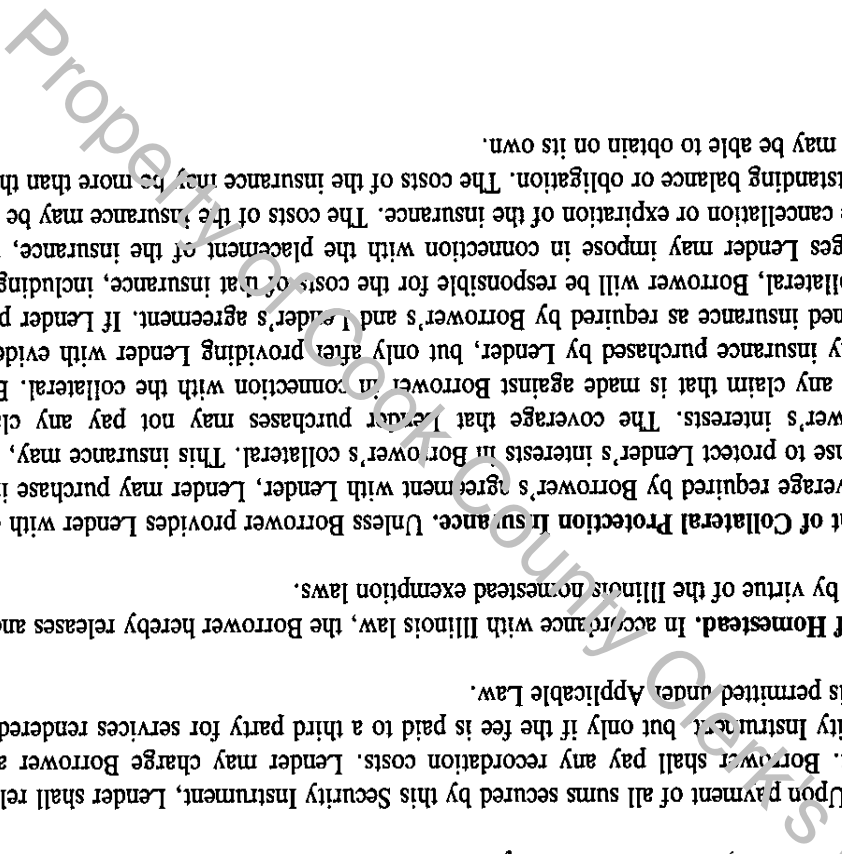 Upon payment of all sums secured by this Security Instrument, Lender shall rel
. Borrower shall pay any recordation costs. Lender may charge Borrower a
ity Instrument, but only if the fee is paid to a third party for services rendered
is permitted under Applicable Law.
f Homestead. In accordance with Illinois law, the Borrower hereby releases and
by virtue of the Illinois homestead exemption laws.
t of Collateral Protection Insurance. Unless Borrower provides Lender with
verage required by Borrower's agreement with Lender, Lender may purchase i
nse to protect Lender's interests in Borrower's collateral. This insurance may,
wer's interests. The coverage that Lender purchases may not pay any cla
any claim that is made against Borrower in connection with the collateral. B
y insurance purchased by Lender, but only after providing Lender with evide
ned insurance as required by Borrower's and Lender's agreement. If Lender p
ollateral, Borrower will be responsible for the costs of that insurance, including
ges Lender may impose in connection with the placement of the insurance,
e cancellation or expiration of the insurance. The costs of the insurance may be
tstanding balance or obligation. The costs of the insurance may be more than th
may be able to obtain on its own.
Property of Cook County Clerk's